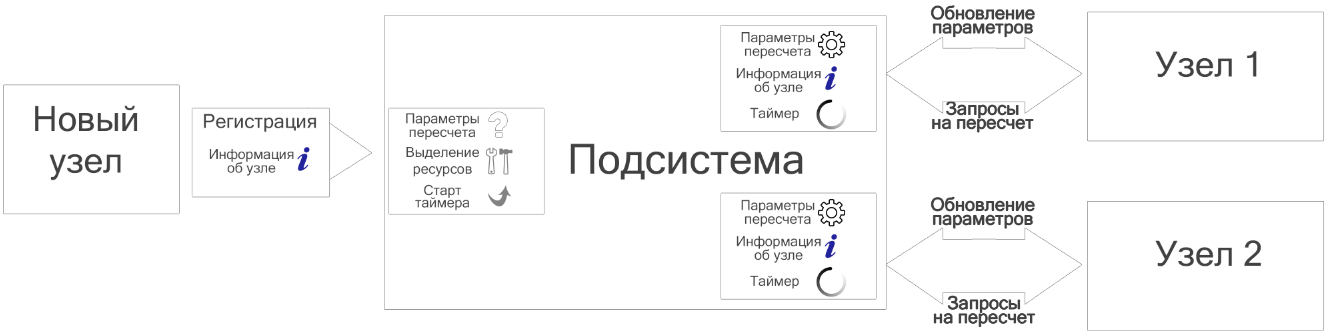 Новый
узел
Регистрация
Информация
об узле
Параметры
пересчета
Выделение
ресурсов
Старт
таймера
Подсистема
Параметры
пересчета
Информация
об узле
Таймер
Обновление
параметров
Запросы
на пересчет
Узел 1
Параметры
пересчета
Информация
об узле
Таймер
Обновление
параметров
Запросы
на пересчет
Узел 2